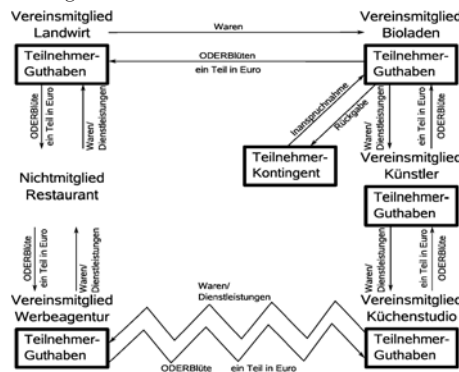 Vereinsmitglied
Landwirt
Waren
Vereinsmitglied
Bioladen
Teilnehmer-
Guthaben
ODERBlüten
ein Teil in Euro
Teilnehmer-
Guthaben
ODERBlüte
ein Teil in Euro
Waren/
Dienstleistungen
Inanspruchnahme
Rückgabe
Waren/
Dienstleistungen
ein Teil in Euro
ODERBlüte
Teilnehmer-
Kontingent
Nichtmitglied
Restaurant
Vereinsmitglied
Künstler
Teilnehmer-
Guthaben
ODERBlüte
ein Teil in Euro
Waren/
Dienstleistungen
Waren/
Dienstleistungen
ein Teil in Euro
ODERBlüte
Waren/
Dienstleistungen
Vereinsmitglied
Werbeagentur
Vereinsmitglied
Küchenstudio
Teilnehmer-
Guthaben
Teilnehmer-
Guthaben
ODERBlüte
ein Teil in Euro